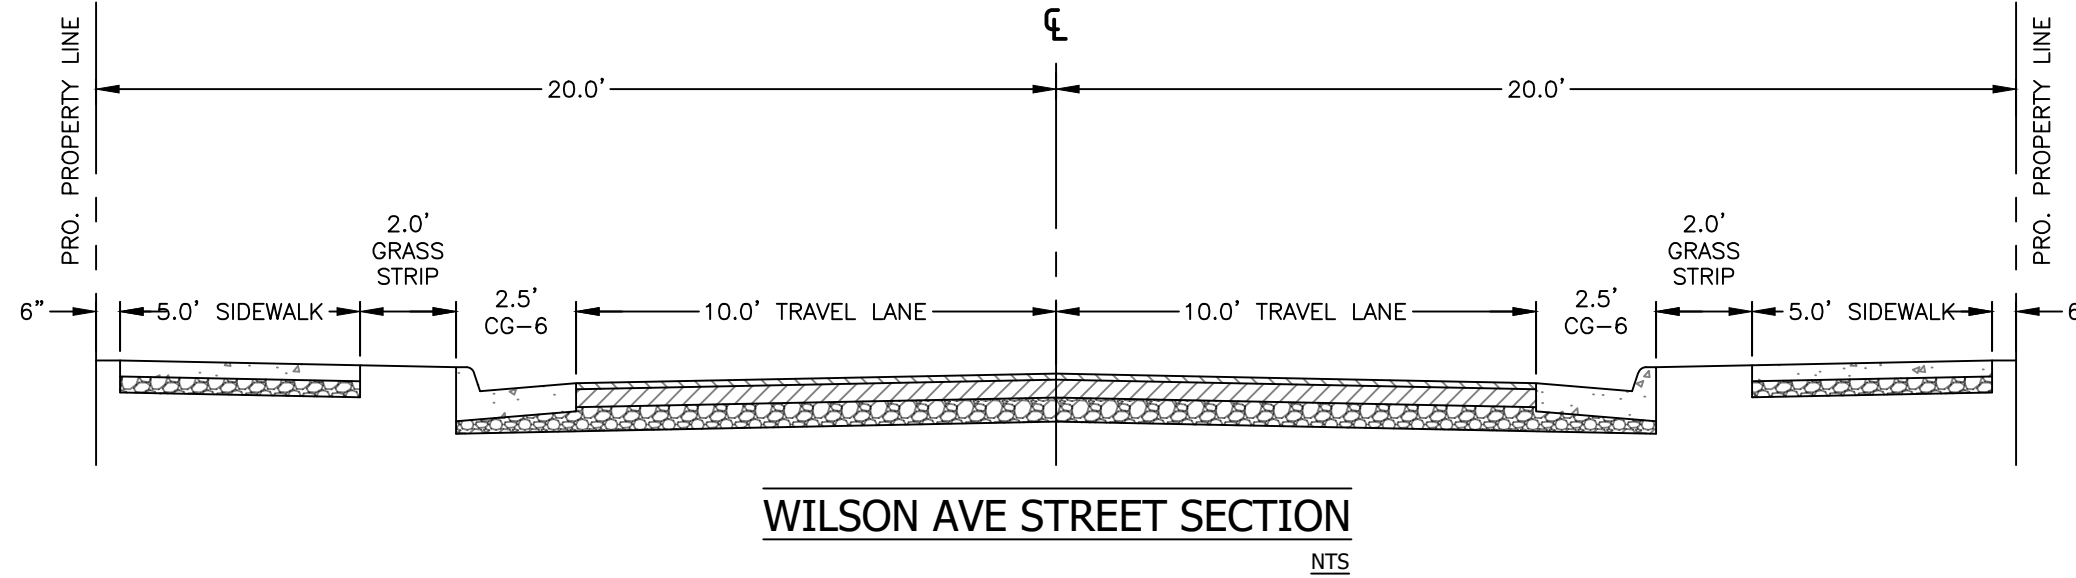 ℄
PRO. PROPERTY LINE
20.0'
20.0'
PRO. PROPERTY LINE
2.0'
GRASS
STRIP
2.0'
GRASS
STRIP
6"
5.0' SIDEWALK
2.5'
CG-6
10.0' TRAVEL LANE
10.0' TRAVEL LANE
2.5'
CG-6
5.0' SIDEWALK
6
WILSON AVE STREET SECTION
NTS